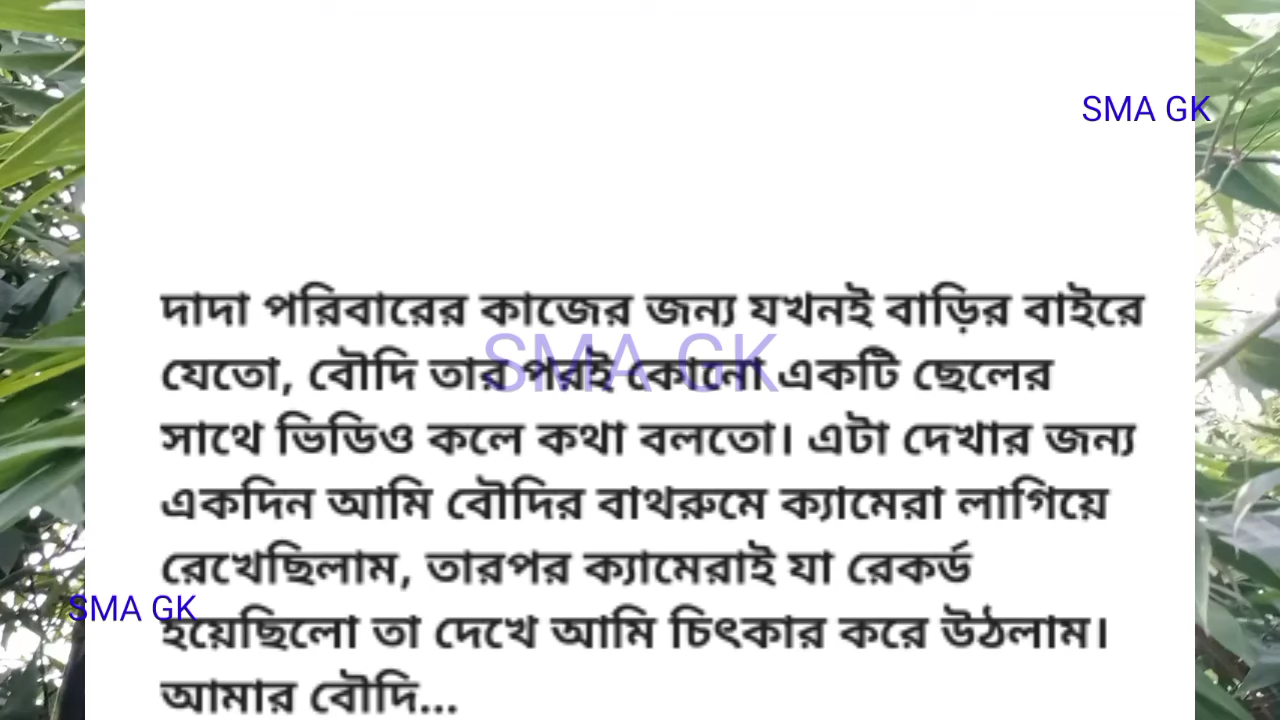 SMA GK
দাদা পরিবারের কাজের জন্য যখনই বাড়ির বাইরে
যেতো, বৌদি তার পরই কোনো একটি ছেলের
SMA GK
সাথে ভিডিও কলে কথা বলতো। এটা দেখার জন্য
একদিন আমি বৌদির বাথরুমে ক্যামেরা লাগিয়ে
রেখেছিলাম, তারপর ক্যামেরাই যা রেকর্ড
SMA GK
হয়েছিলো তা দেখে আমি চিৎকার করে উঠলাম।
আমার বৌদি...